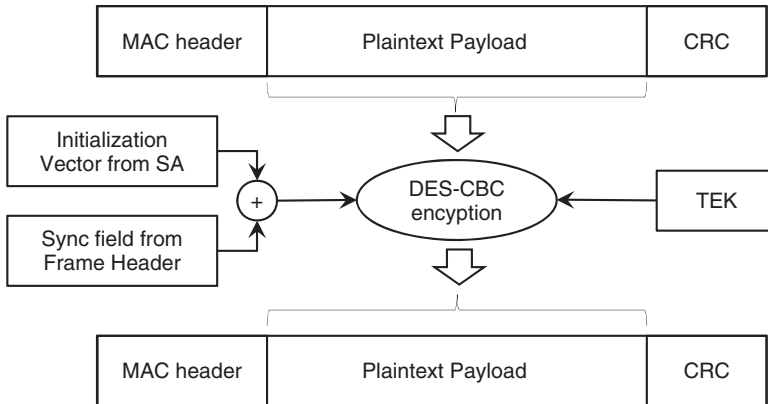 MAC header Plaintext Payload CRC
Initialization
Vector from SA
+
DES-CBC
encyption
TEK
Sync field from
Frame Header
MAC header Plaintext Payload CRC